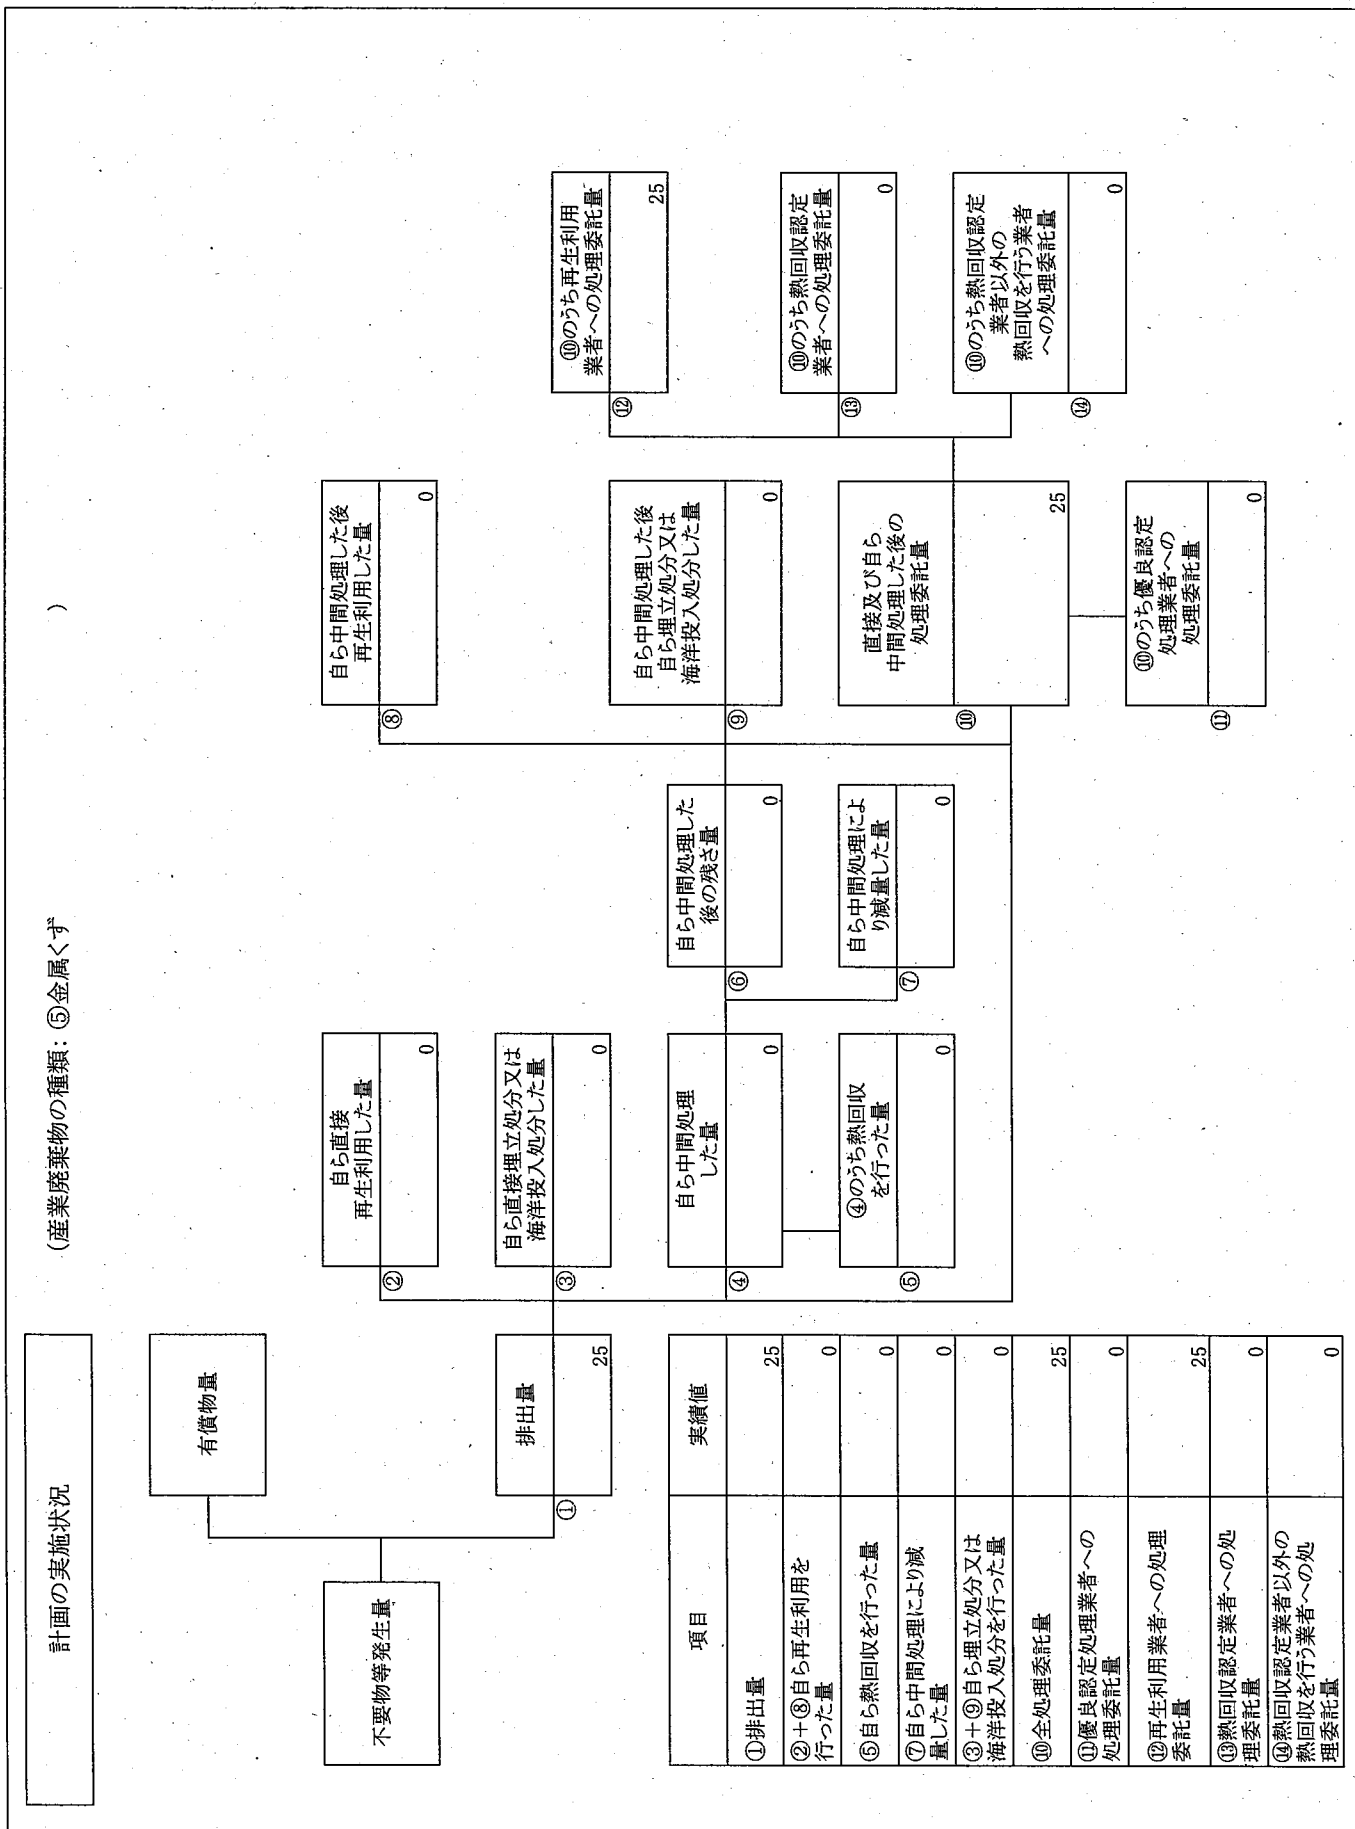 計画の実施状況
(産業廃棄物の種類:⑤金属くず
)
不要物等発生量
有償物量
①
排出量
25
②
自ら直接
再生利用した量
0
③
自ら直接埋立処分又は
海洋投入処分した量
0
④
自ら中間処理
した量
0
⑤
④のうち熱回収
を行った量
0
⑥
自ら中間処理した
後の残さ量
0
⑦
自ら中間処理によ
り減量した量
0
⑧
自ら中間処理した後
再生利用した量
0
⑨
自ら中間処理した後
自ら埋立処分又は
海洋投入処分した量
0
⑩
直接及び自ら
中間処理した後の
処理委託量
25
⑪
⑩のうち優良認定
処理業者への
処理委託量
0
⑫
⑩のうち再生利用
業者への処理委託量
25
⑬
⑩のうち熱回収認定
業者への処理委託量
0
⑭
⑩のうち熱回収認定
業者以外の
熱回収を行う業者
への処理委託量
0
項目 実績値
①排出量 25
②+⑧自ら再生利用を
行った量 0
⑤自ら熱回収を行った量 0
⑦自ら中間処理により減
量した量 0
③+⑨自ら埋立処分又は
海洋投入処分を行った量 0
⑩全処理委託量 25
⑪優良認定処理業者への
処理委託量 0
⑫再生利用業者への処理
委託量 25
⑬熱回収認定業者への処
理委託量 0
⑭熱回収認定業者以外の
熱回収を行う業者への処
理委託量 0